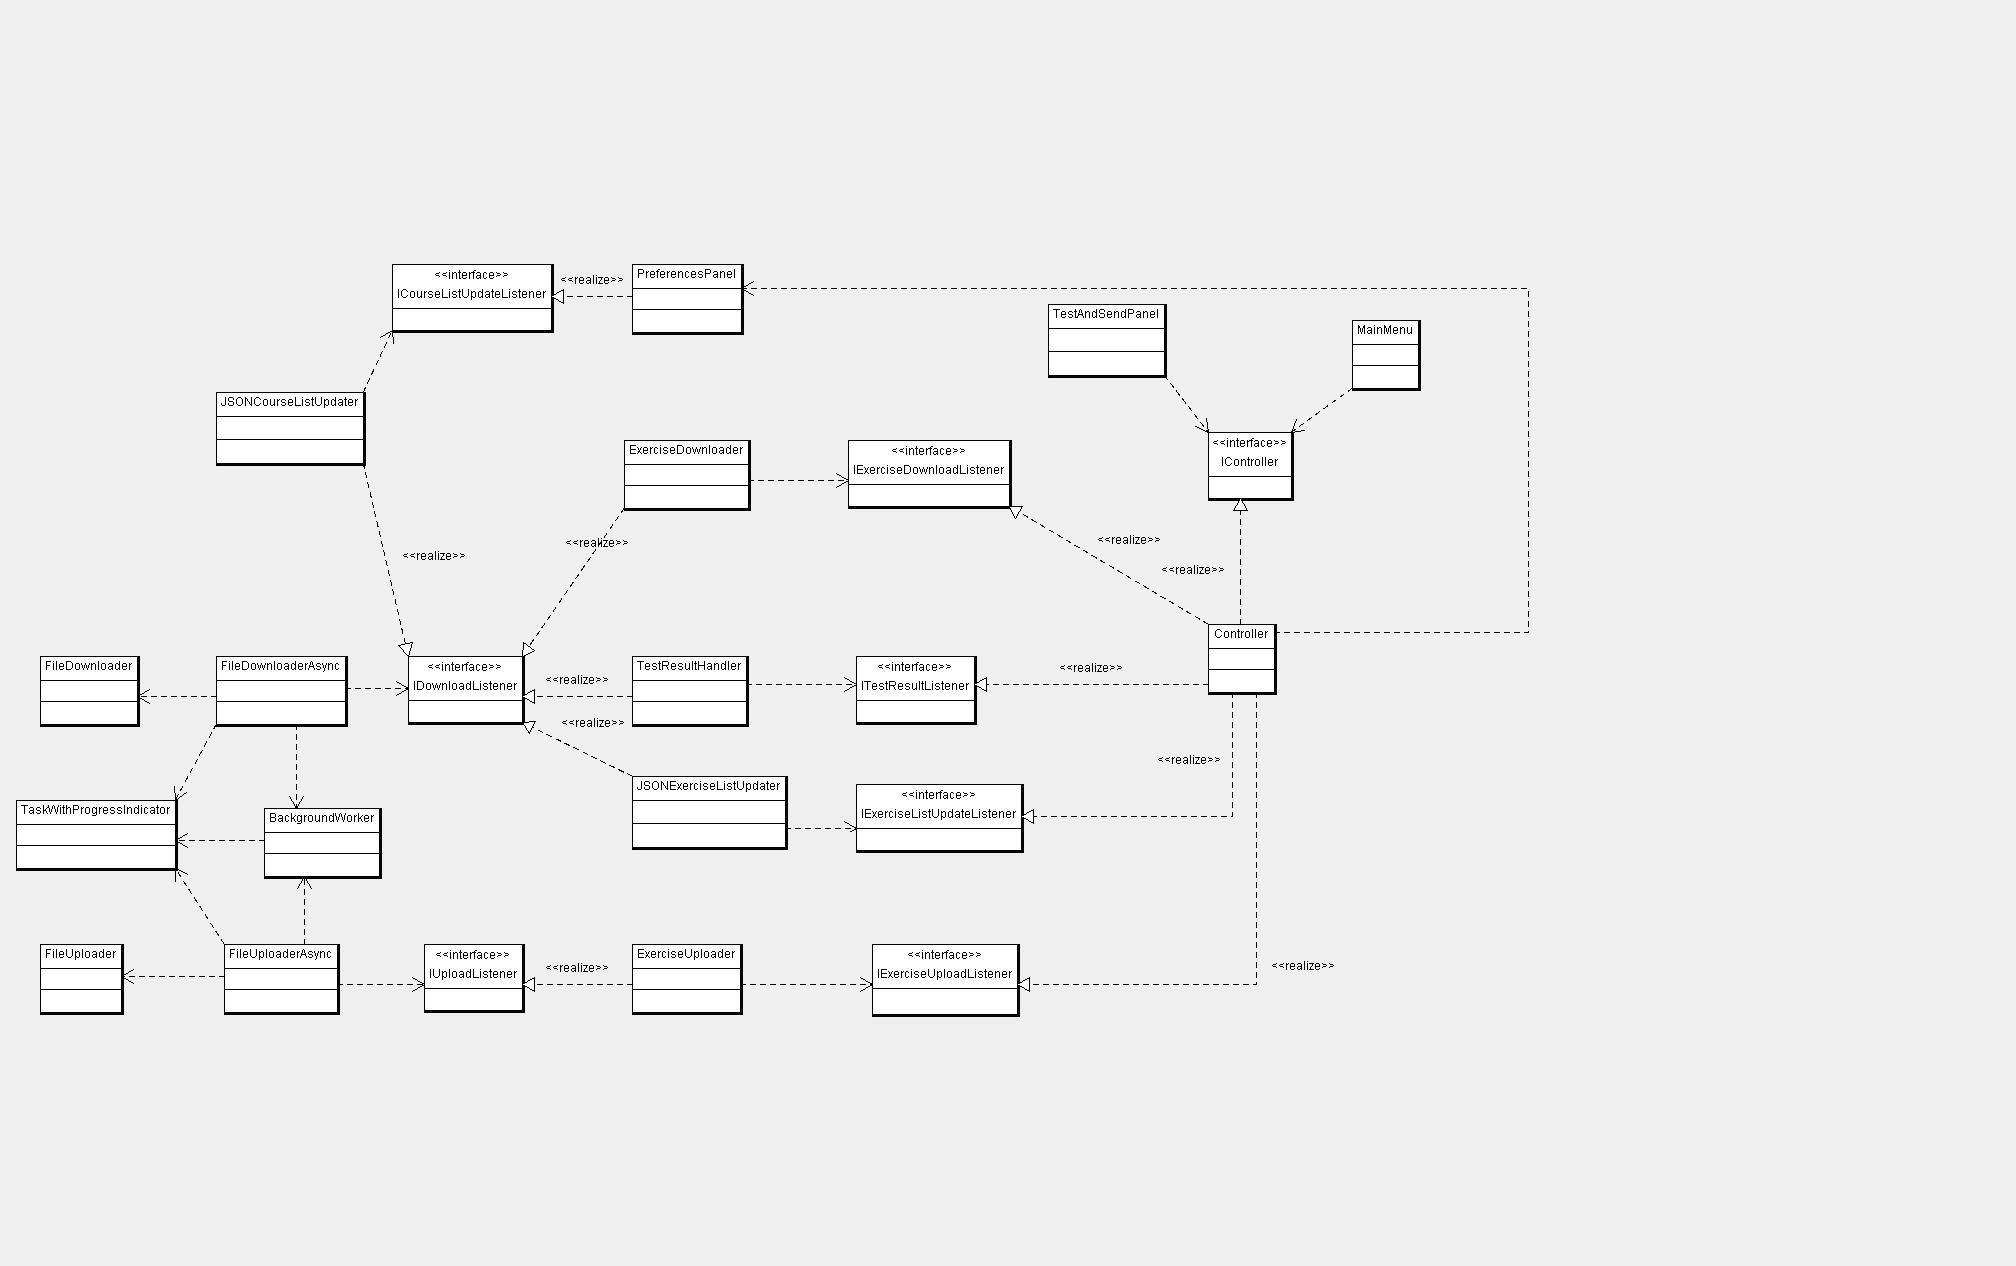 <<interface>>
ICourseListUpdateListener
<<realize>>
PreferencesPanel
TestAndSendPanel
MainMenu
JSONCourseListUpdater
ExerciseDownloader
<<interface>>
IExerciseDownloadListener
<<interface>>
IController
<<realize>>
<<realize>>
<<realize>>
<<realize>>
Controller
FileDownloader
FileDownloaderAsync
<<interface>>
IDownloadListener
<<realize>>
TestResultHandler
<<interface>>
ITestResultListener
<<realize>>
<<realize>>
<<realize>>
TaskWithProgressIndicator
BackgroundWorker
JSONExerciseListUpdater
<<interface>>
IExerciseListUpdateListener
FileUploader
FileUploaderAsync
<<interface>>
IUploadListener
<<realize>>
ExerciseUploader
<<interface>>
IExerciseUploadListener
<<realize>>